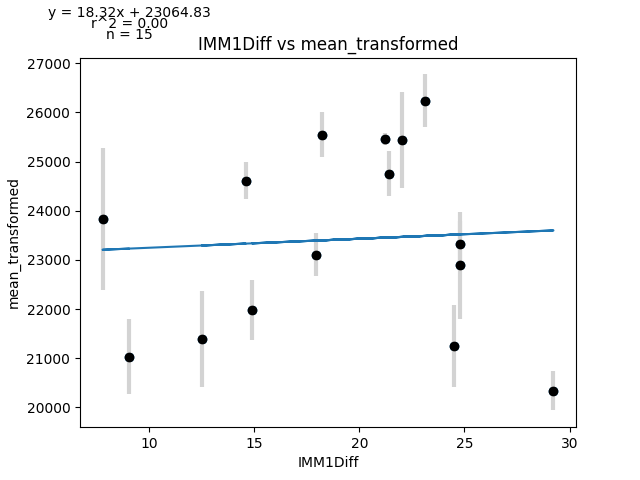 y = 18.32x + 23064.83
r^2 = 0.00
n = 15
IMM1Diff vs mean_transformed
27000
26000
25000
24000
23000
22000
21000
20000
mean_transformed
10
15
20
25
30
IMM1Diff